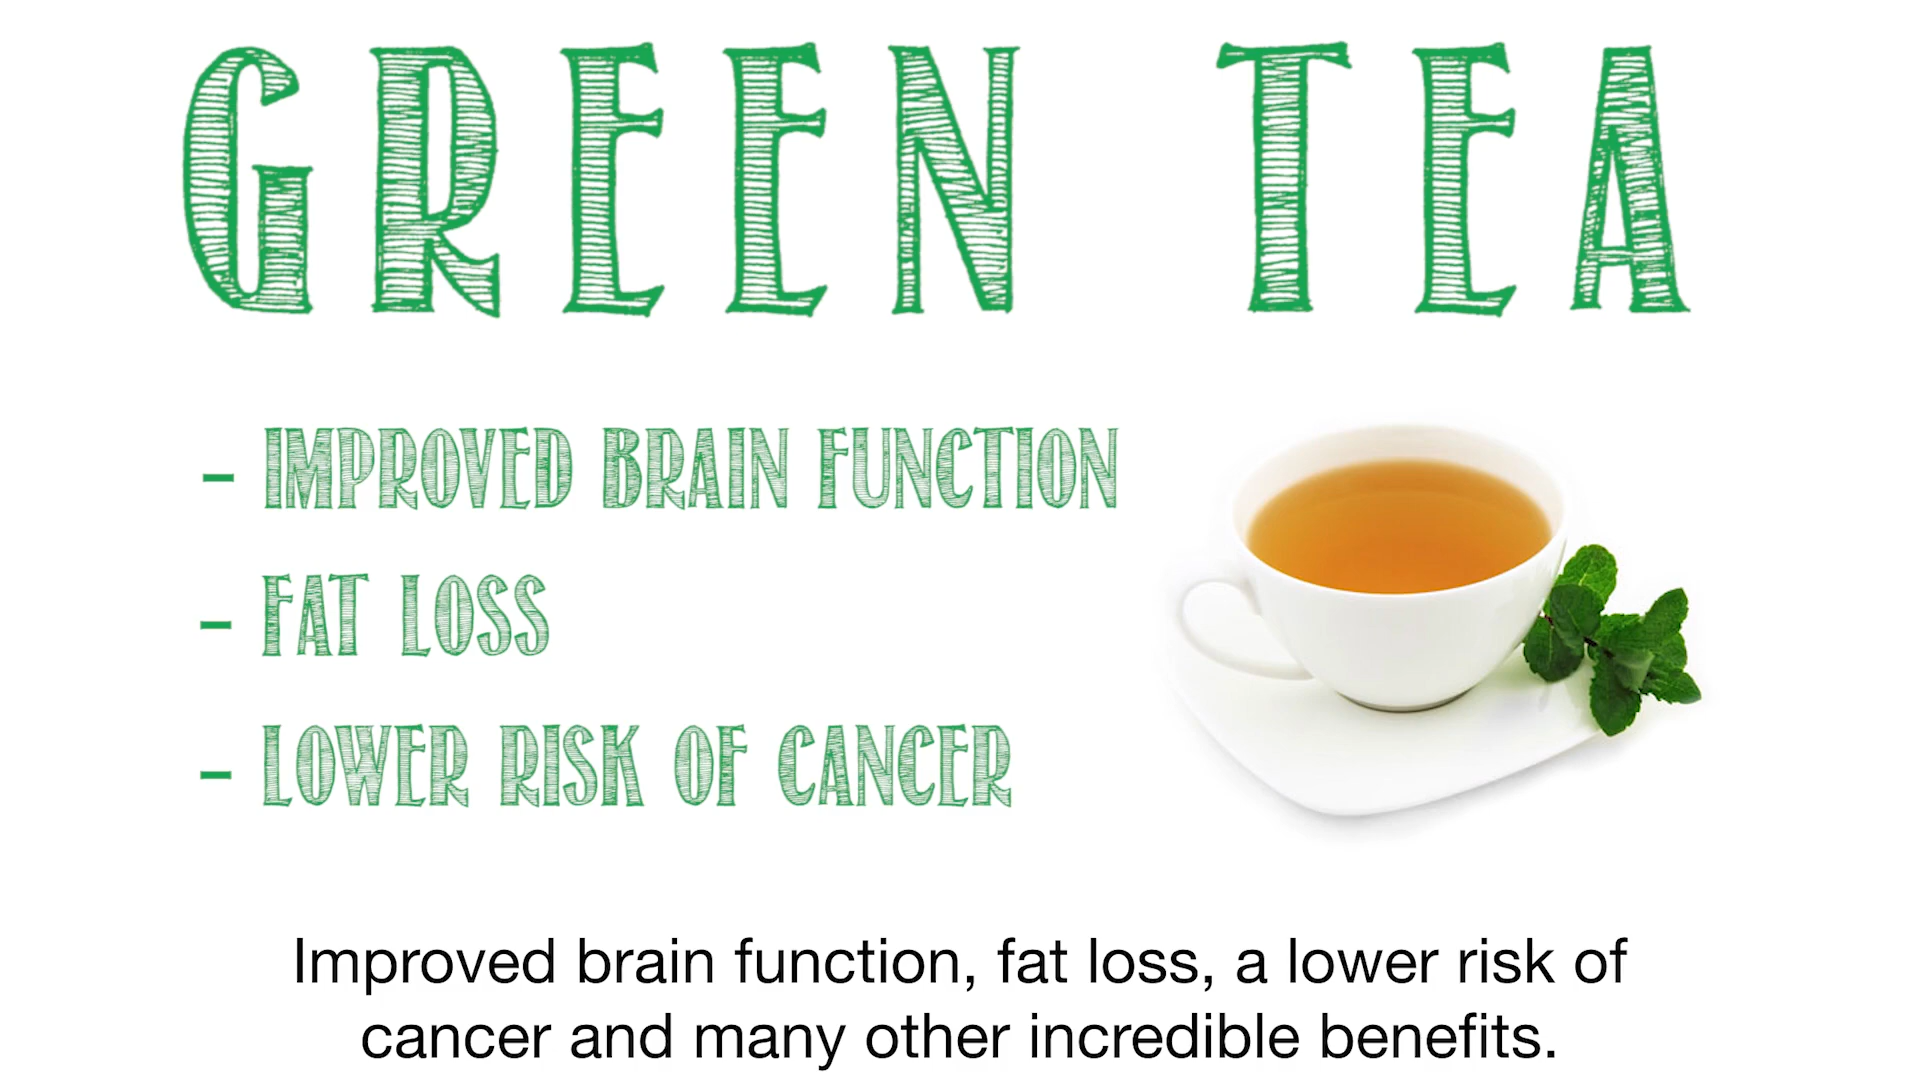 GREEN TEA
- IMPROVED BRAIN FUNCTION
- FAT LOSS
- LOWER RISK OF CANCER
Improved brain function, fat loss, a lower risk of
cancer and many other incredible benefits.